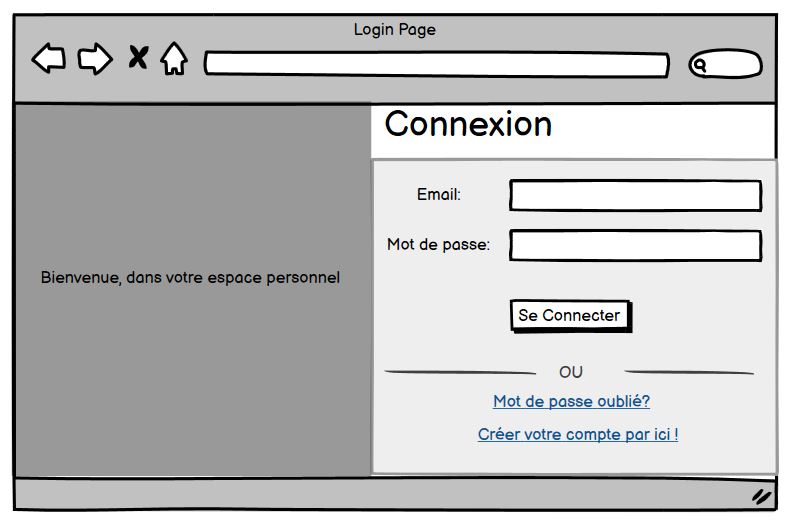 Login Page
Connexion
Email:
Mot de passe:
Bienvenue, dans votre espace personnel
Se Connecter
OU
Mot de passe oublié?
Créer votre compte par ici !